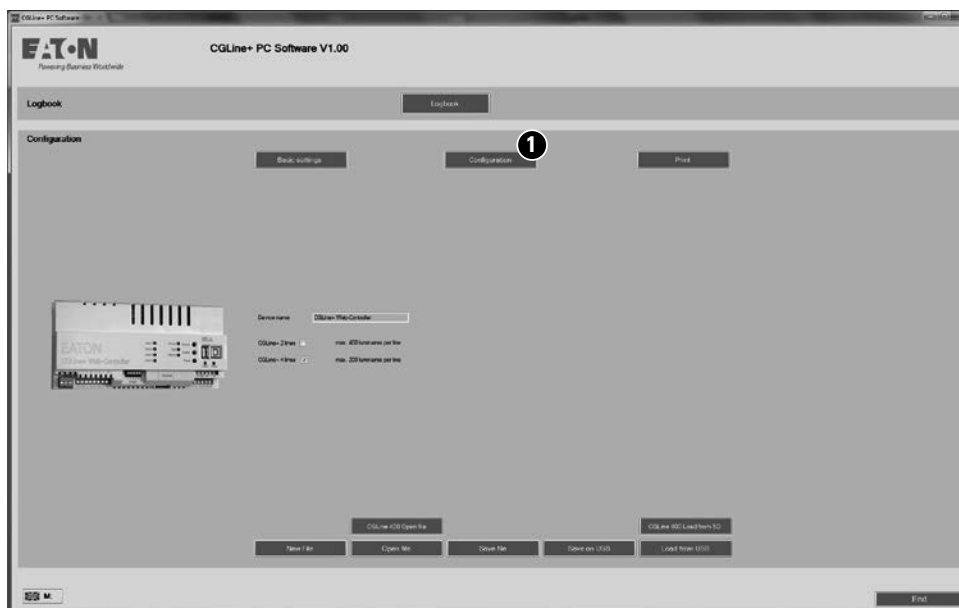 CGLine+ PC Software
EATON
Powering Business Worldwide
CGLine+ PC Software V1.00
Logbook
Logbook
Configuration
1
Basic settings
Configuration
Print
EATON
CGLine+ Web-Controller
Device name
CGLine+ Web-Controller
CGLine+ 2 lines
max. 400 luminaires per line
CGLine+ 4 lines
max. 200 luminaires per line
CGLine 400 Open file
CGLine 400 Load from SD
New File
Open file
Save file
Save on USB
Load from USB
M.